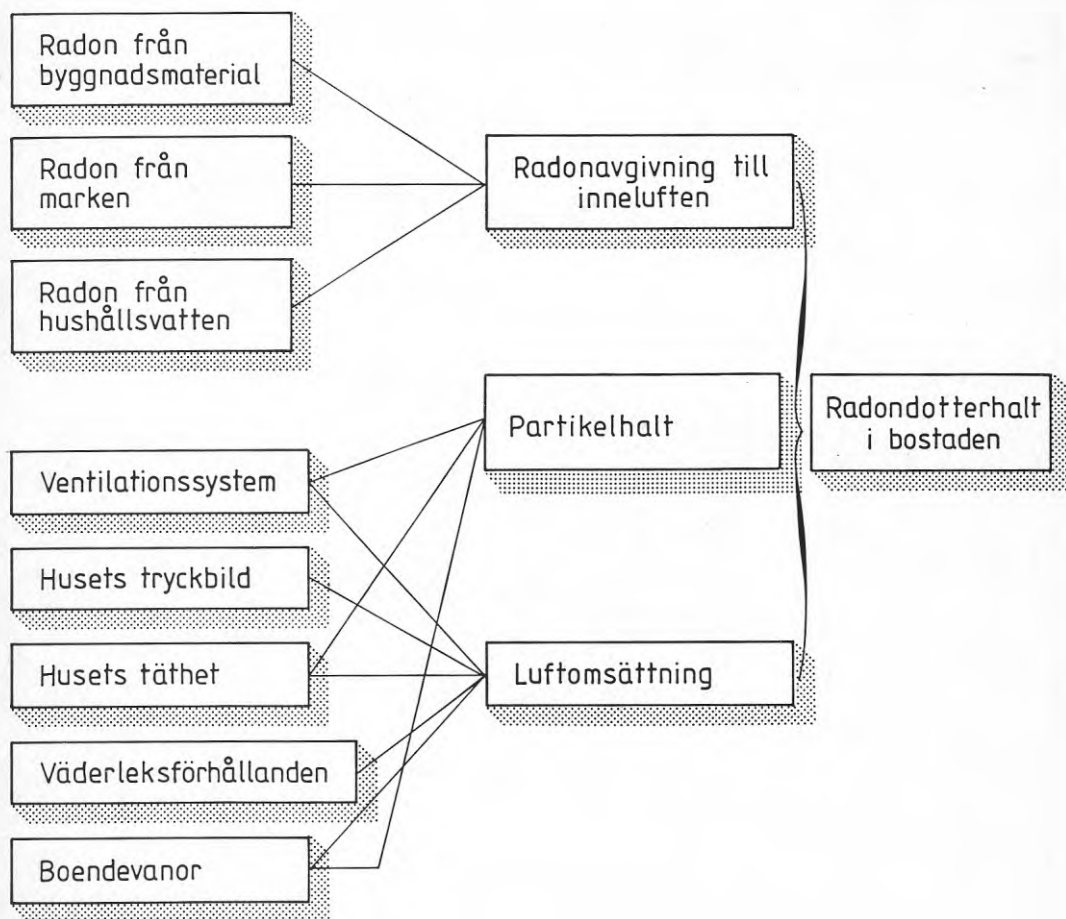 Radon från
byggnadsmaterial
Radon från
marken
Radon från
hushållsvatten
Radonavgivning till
inneluften
Partikelhalt
Radondotterhalt
i bostaden
Ventilationssystem
Husets tryckbild
Husets täthet
Luftomsättning
Väderleksförhållanden
Boendevanor